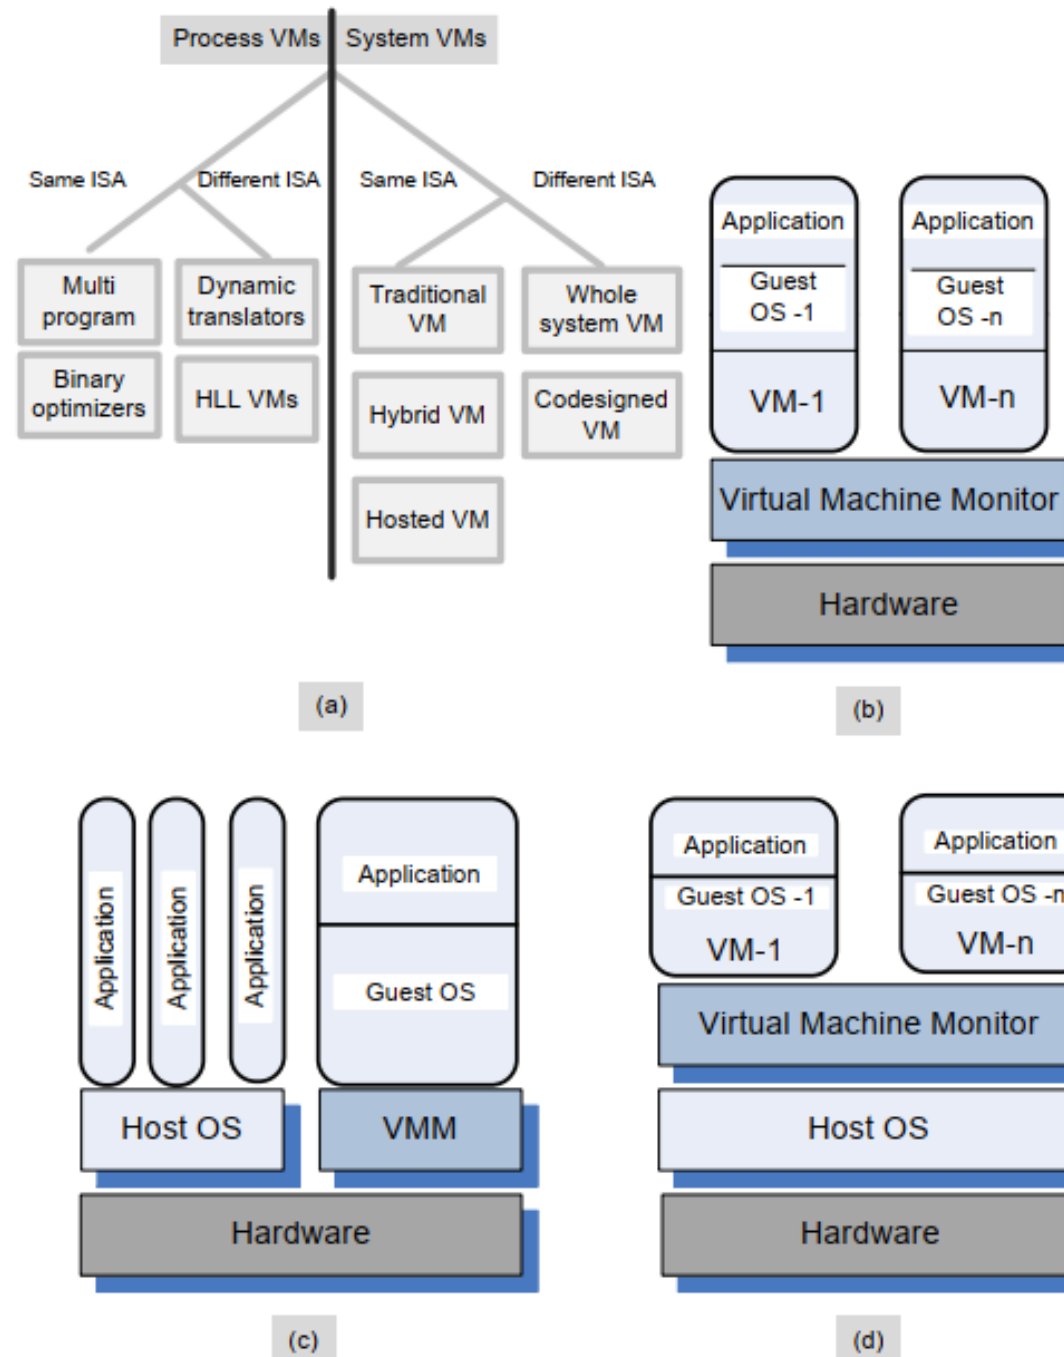 Process VMs
System VMs
Same ISA
Different ISA
Same ISA
Different ISA
Multi
program
Dynamic
translators
Binary
optimizers
HLL VMs
Traditional
VM
Whole
system VM
Hybrid VM
Codesigned
VM
Hosted VM
(a)
Application
Guest
OS -1
VM-1
Application
Guest
OS -n
VM-n
Virtual Machine Monitor
Hardware
(b)
Application
Application
Application
Application
Guest OS
Host OS
VMM
Hardware
(c)
Application
Guest OS -1
VM-1
Application
Guest OS -n
VM-n
Virtual Machine Monitor
Host OS
Hardware
(d)